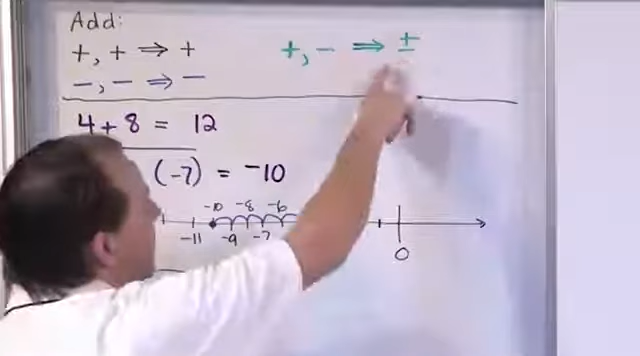 Add:
+, + ⇒ +
+, - ⇒ ±
-, - ⇒ -
4 + 8 = 12
(-7) = -10
-10 -8 -6
-11 -9 -7
0